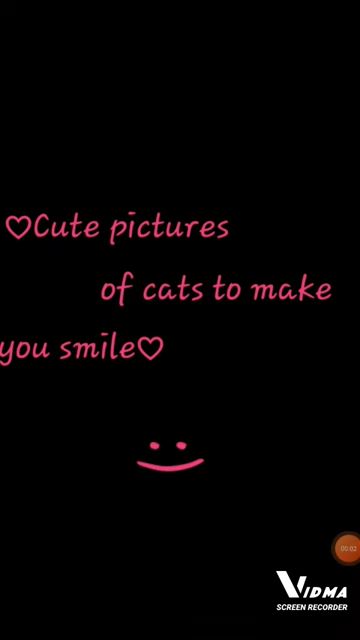 ♡Cute pictures
of cats to make
you smile♡
00:02
VIDMA
SCREEN RECORDER